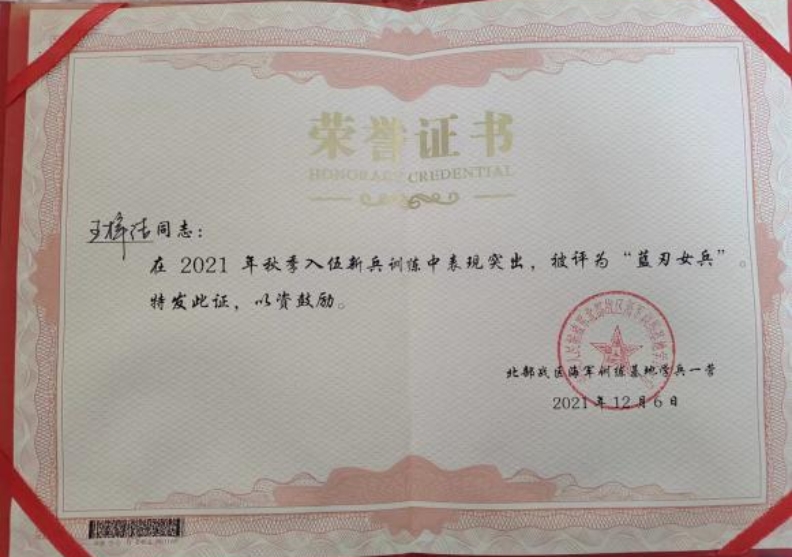 荣誉证书
HONORARY CREDENTIAL
王梓洁同志：
在 2021 年秋季入伍新兵训练中表现突出，被评为“蓝刃女兵”。
特发此证，以资鼓励。
北部战区海军训练基地学兵一营
2021 年 12 月 6 日